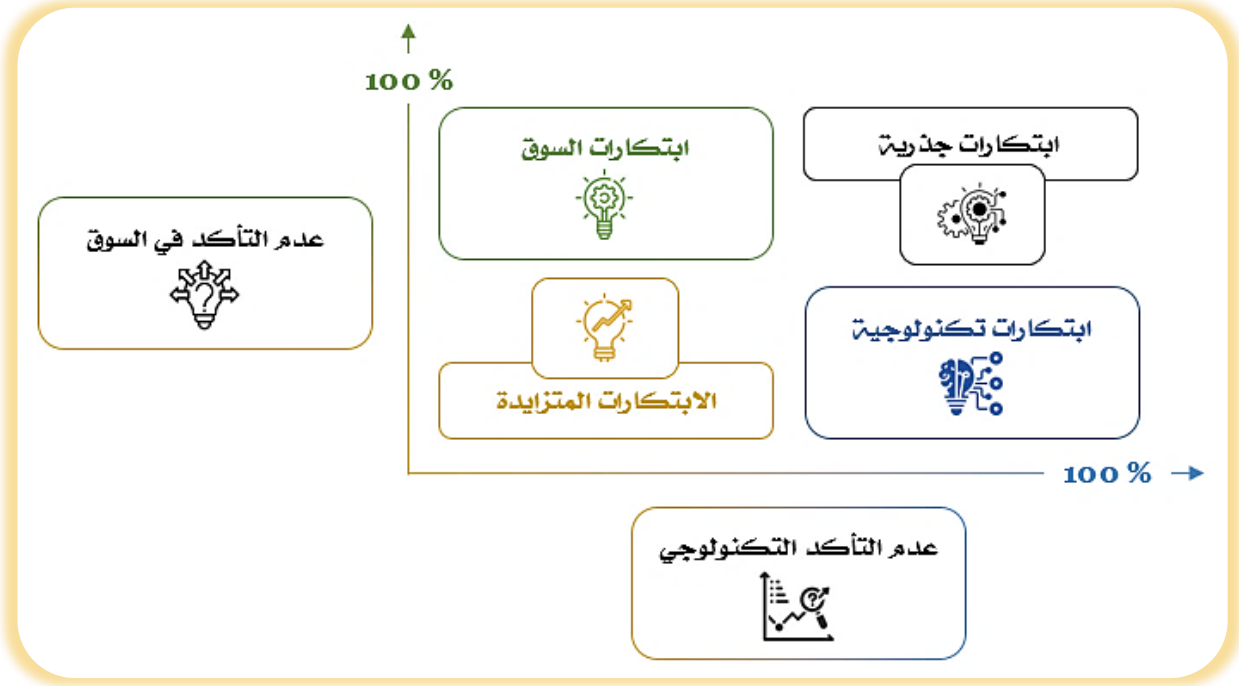 100 %
ابتكارات جذرية
ابتكارات السوق
عدم التأكد في السوق
ابتكارات تكنولوجية
الابتكارات المتزايدة
100 %
عدم التأكد التكنولوجي